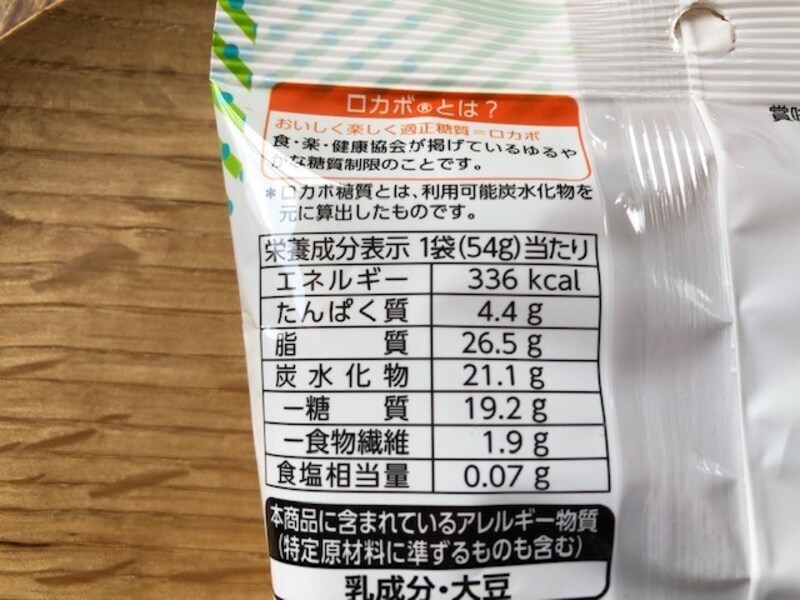 ロカボ®とは?
おいしく楽しく適正糖質=ロカボ
食・楽・健康協会が掲げているゆるや
かな糖質制限のことです。
*ロカボ糖質とは、利用可能炭水化物を
元に算出したものです。
栄養成分表示 1袋(54g)当たり
エネルギー 336 kcal
たんぱく質 4.4 g
脂質 26.5 g
炭水化物 21.1 g
ー糖質 19.2 g
ー食物繊維 1.9 g
食塩相当量 0.07 g
本商品に含まれているアレルギー物質
(特定原材料に準ずるものも含む)
乳成分・大豆
賞味